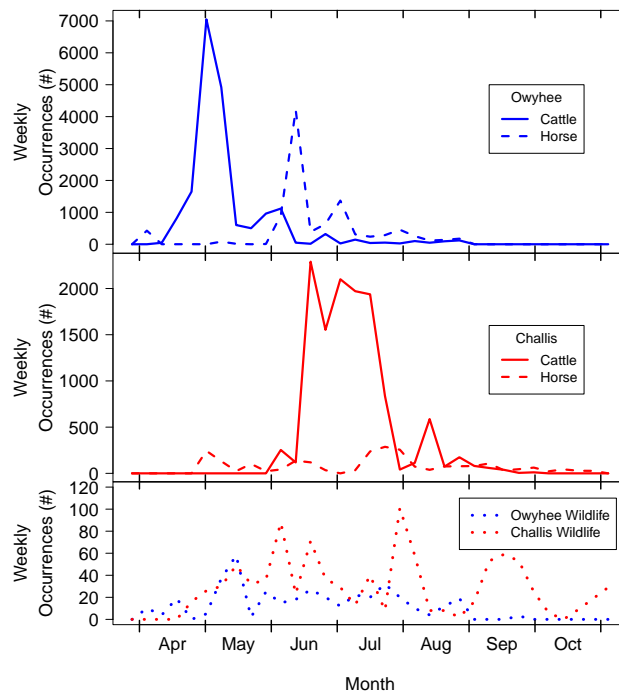 7000
6000
5000
4000
3000
2000
1000
0
Weekly
Occurrences (#)
Owyhee
Cattle
Horse
2000
1500
1000
500
0
Weekly
Occurrences (#)
Challis
Cattle
Horse
120
100
80
60
40
20
0
Weekly
Occurrences (#)
Owyhee Wildlife
Challis Wildlife
Apr May Jun Jul Aug Sep Oct
Month